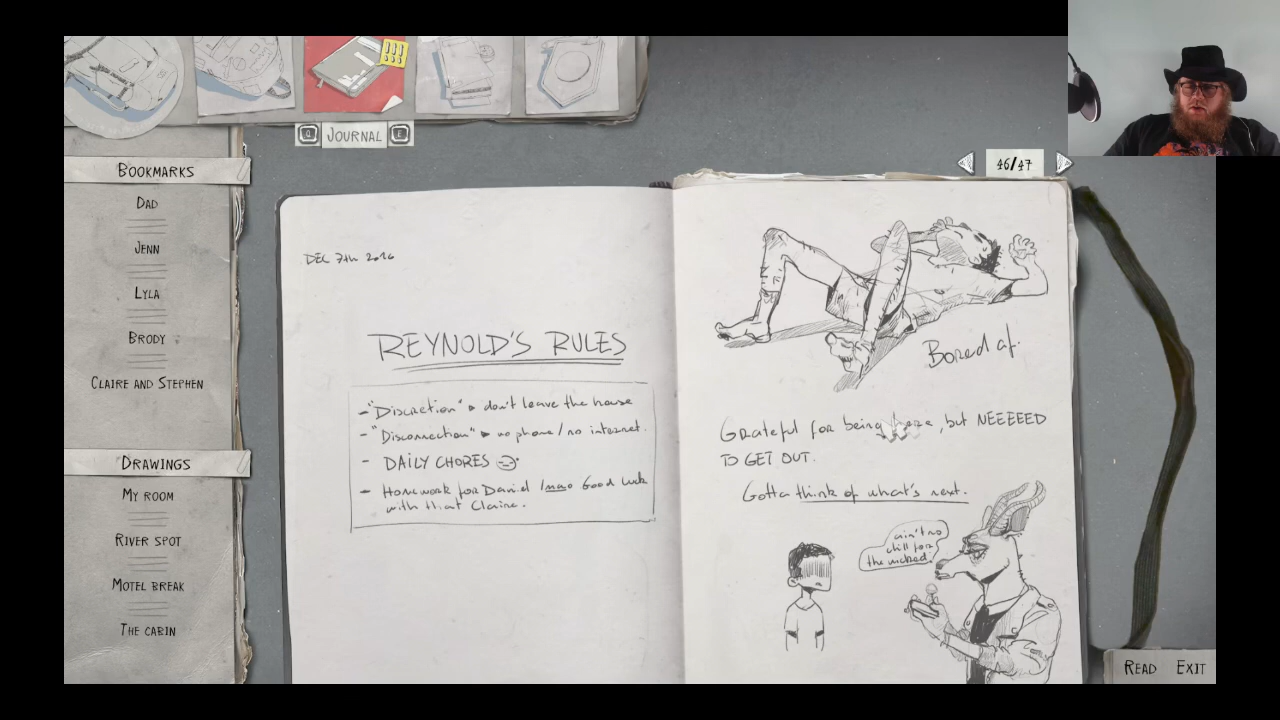 Q JOURNAL E
BOOKMARKS
DAD
JENN
LYLA
BRODY
CLAIRE AND STEPHEN
DRAWINGS
MY ROOM
RIVER SPOT
MOTEL BREAK
THE CABIN
46/47
DEC 7th 2016
REYNOLD'S RULES
- "Discretion" don't leave the house
- "Disconnection" no phone / no internet.
- DAILY CHORES
- Homework for Daniel / Good luck
with that Claire.
Bored af.
Grateful for being here, but NEEEEED
TO GET OUT.
Gotta think of what's next.
ain't no
chill for
the wicked.
READ EXIT